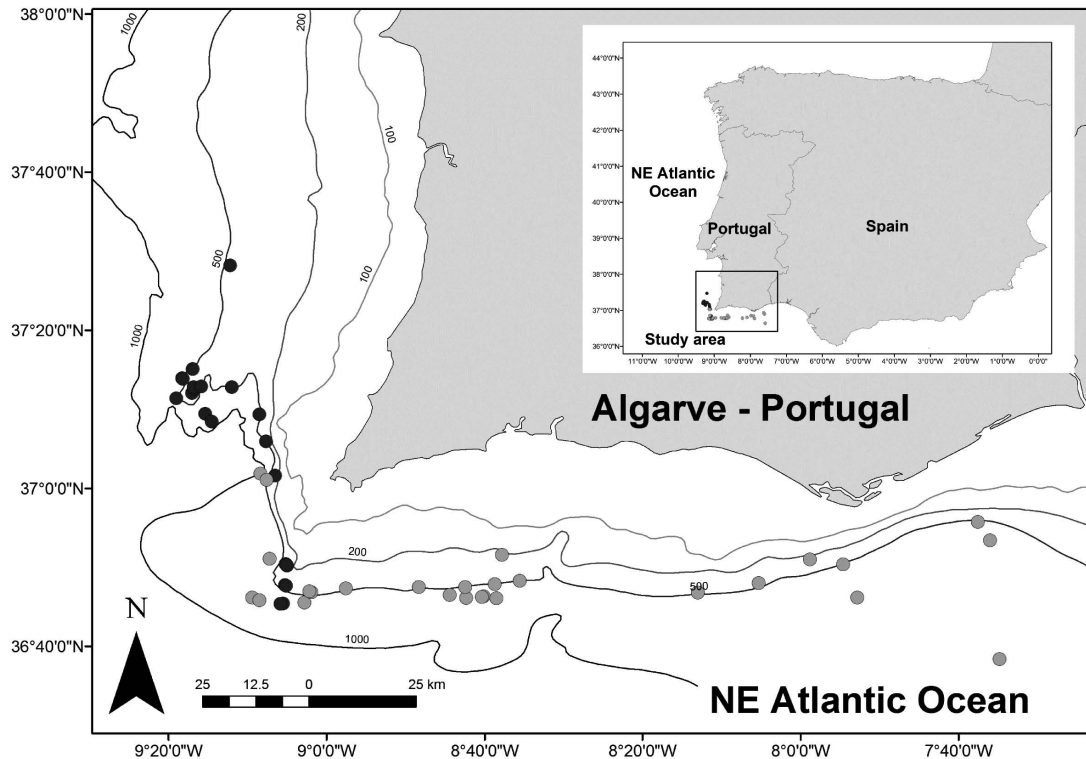 38°0'0"N
37°40'0"N
37°20'0"N
37°0'0"N
36°40'0"N
1000
200
100
500
100
1000
200
500
1000
44°0'0"N
43°0'0"N
42°0'0"N
41°0'0"N
40°0'0"N
39°0'0"N
38°0'0"N
37°0'0"N
36°0'0"N
NE Atlantic
Ocean
Portugal
Spain
Study area
11°0'0"W 10°0'0"W 9°0'0"W 8°0'0"W 7°0'0"W 6°0'0"W 5°0'0"W 4°0'0"W 3°0'0"W 2°0'0"W 1°0'0"W 0°0'
Algarve - Portugal
N
25 12.5 0 25 km
NE Atlantic Ocean
9°20'0"W 9°0'0"W 8°40'0"W 8°20'0"W 8°0'0"W 7°40'0"W